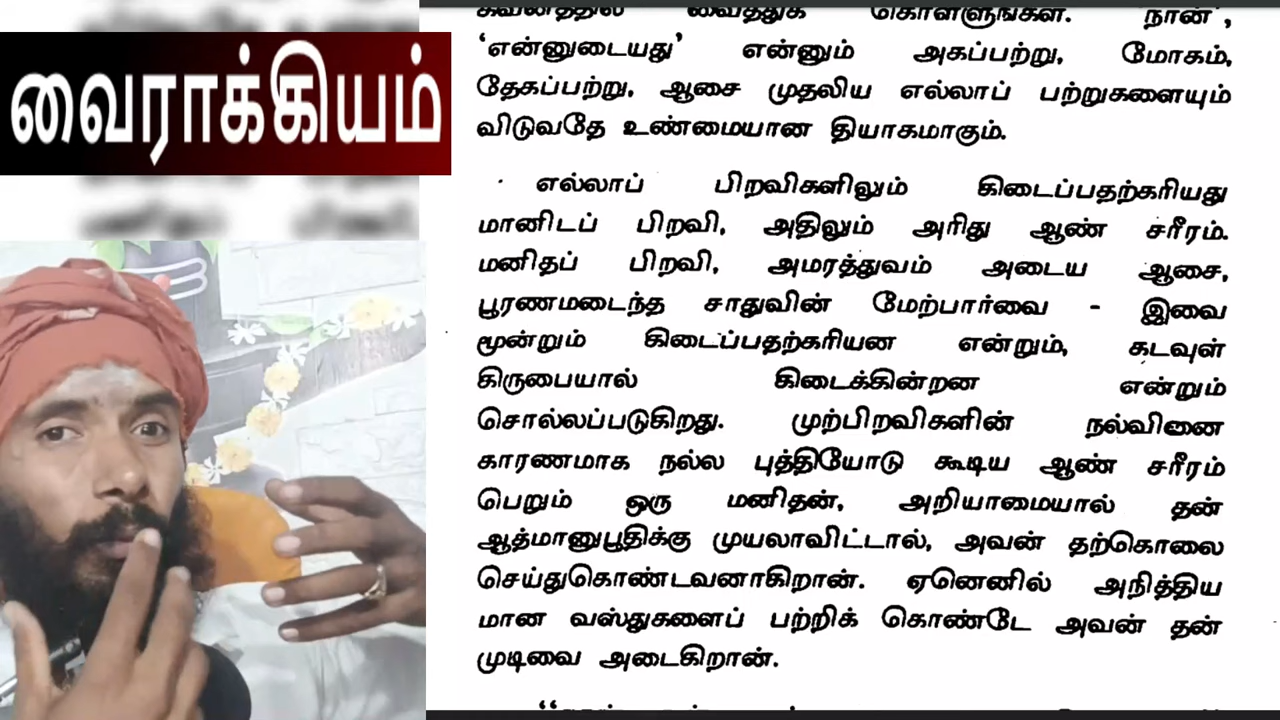 வைராக்கியம்
கவனத்தில் வைத்துக் கொள்ளுங்கள். 'நான்',
'என்னுடையது' என்னும் அகப்பற்று, மோகம்,
தேகப்பற்று, ஆசை முதலிய எல்லாப் பற்றுகளையும்
விடுவதே உண்மையான தியாகமாகும்.
எல்லாப் பிறவிகளிலும் கிடைப்பதற்கரியது
மானிடப் பிறவி, அதிலும் அரிது ஆண் சரீரம்.
மனிதப் பிறவி, அமரத்துவம் அடைய ஆசை,
பூரணமடைந்த சாதுவின் மேற்பார்வை - இவை
மூன்றும் கிடைப்பதற்கரியன என்றும், கடவுள்
கிருபையால் கிடைக்கின்றன என்றும்
சொல்லப்படுகிறது. முற்பிறவிகளின் நல்வினை
காரணமாக நல்ல புத்தியோடு கூடிய ஆண் சரீரம்
பெறும் ஒரு மனிதன், அறியாமையால் தன்
ஆத்மானுபூதிக்கு முயலாவிட்டால், அவன் தற்கொலை
செய்துகொண்டவனாகிறான். ஏனெனில் அநித்திய
மான வஸ்துகளைப் பற்றிக் கொண்டே அவன் தன்
முடிவை அடைகிறான்.